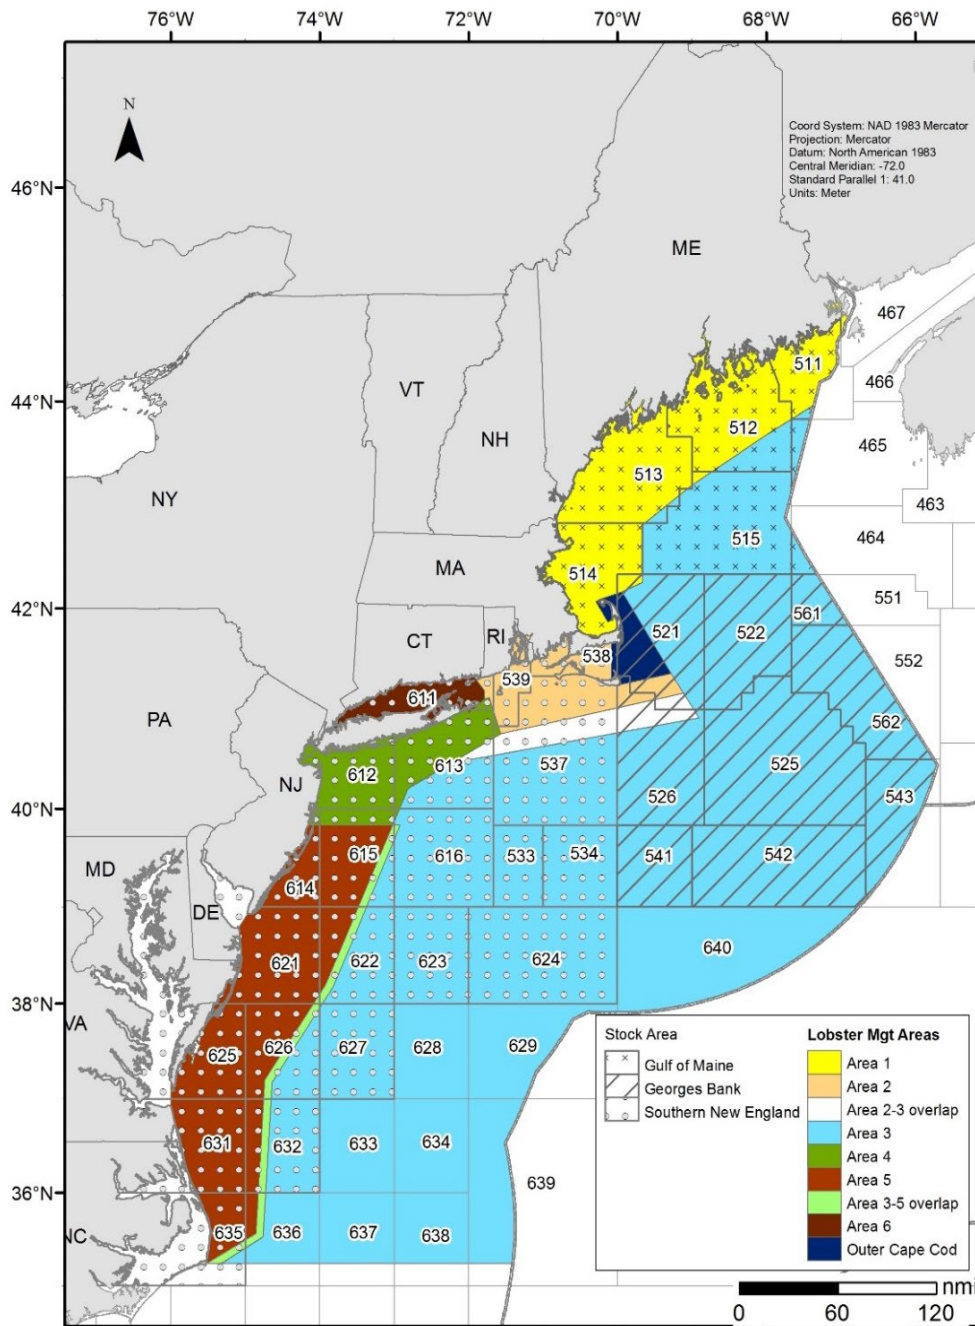 76°W 74°W 72°W 70°W 68°W 66°W
N
Coord System: NAD 1983 Mercator
Projection: Mercator
Datum: North American 1983
Central Meridian: -72.0
Standard Parallel 1: 41.0
Units: Meter
46°N
ME
467
511
466
44°N
VT
512
NH
465
513
NY
463
515
464
MA
514
551
42°N
561
CT
RI
538
521
522
552
539
611
PA
562
612
613
537
525
NJ
526
543
40°N
615
616
533
534
541
542
MD
614
DE
640
621
622
623
624
38°N
VA
625
626
627
628
629
631
632
633
634
36°N
639
NC
635
636
637
638
Stock Area
Gulf of Maine
Georges Bank
Southern New England
Lobster Mgt Areas
Area 1
Area 2
Area 2-3 overlap
Area 3
Area 4
Area 5
Area 3-5 overlap
Area 6
Outer Cape Cod
nmi
0 60 120